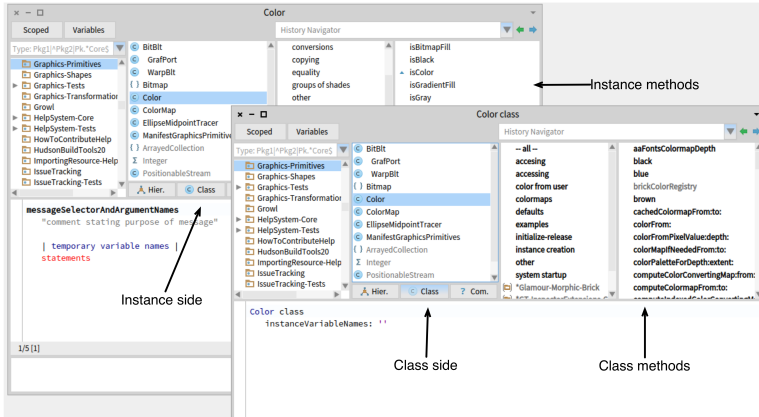 Color
Scoped
Variables
History Navigator
Type: Pkg1|^Pkg2|Pk.*Core$
Graphics-Primitives
Graphics-Shapes
Graphics-Tests
Graphics-Transformation
Growl
HelpSystem-Core
HelpSystem-Tests
HowToContributeHelp
HudsonBuildTools20
ImportingResource-Help
IssueTracking
IssueTracking-Tests
BitBlt
GrafPort
WarpBlt
Bitmap
Color
ColorMap
EllipseMidpointTracer
ManifestGraphicsPrimitive
ArrayedCollection
Integer
PositionableStream
Hier.
Class
conversions
copying
equality
groups of shades
other
isBitmapFill
isBlack
isColor
isGradientFill
isGray
Instance methods
messageSelectorAndArgumentNames
"comment stating purpose of message"
| temporary variable names |
statements
Instance side
1/5 [1]
Color class
Scoped
Variables
History Navigator
Type: Pkg1|^Pkg2|Pk.*Core$
Graphics-Primitives
Graphics-Shapes
Graphics-Tests
Graphics-Transformation
Growl
HelpSystem-Core
HelpSystem-Tests
HowToContributeHelp
HudsonBuildTools20
ImportingResource-Help
IssueTracking
IssueTracking-Tests
BitBlt
GrafPort
WarpBlt
Bitmap
Color
ColorMap
EllipseMidpointTracer
ManifestGraphicsPrimitives
ArrayedCollection
Integer
PositionableStream
Hier.
Class
? Com.
-- all --
accesing
accessing
color from user
colormaps
defaults
examples
initialize-release
instance creation
other
system startup
*Glamour-Morphic-Brick
aaFontsColormapDepth
black
blue
brickColorRegistry
brown
cachedColormapFrom:to:
colorFrom:
colorFromPixelValue:depth:
colorMapIfNeededFrom:to:
colorPaletteForDepth:extent:
computeColorConvertingMap:from:
computeColormapFrom:to:
Color class
instanceVariableNames: ''
Class side
Class methods